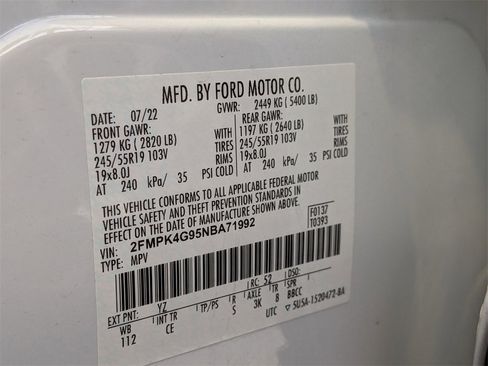 MFD. BY FORD MOTOR CO.
DATE: 07/22 GVWR: 2449 KG ( 5400 LB)
FRONT GAWR: REAR GAWR:
1279 KG ( 2820 LB) WITH 1197 KG ( 2640 LB) WITH
245/55R19 103V TIRES 245/55R19 103V TIRES
19x8.0J RIMS 19x8.0J RIMS
AT 240 kPa/ 35 PSI COLD AT 240 kPa/ 35 PSI COLD
THIS VEHICLE CONFORMS TO ALL APPLICABLE FEDERAL MOTOR
VEHICLE SAFETY AND THEFT PREVENTION STANDARDS IN
EFFECT ON THE DATE OF MANUFACTURE SHOWN ABOVE.
VIN: 2FMPK4G95NBA71992 F0137
TYPE: MPV T0393
EXT PNT: YZ RC: 52 DSO:
WB INT TR TP/PS R AXLE TR SPR
112 CE S 3K 8 BBCC
UTC 5U5A-1520472-BA